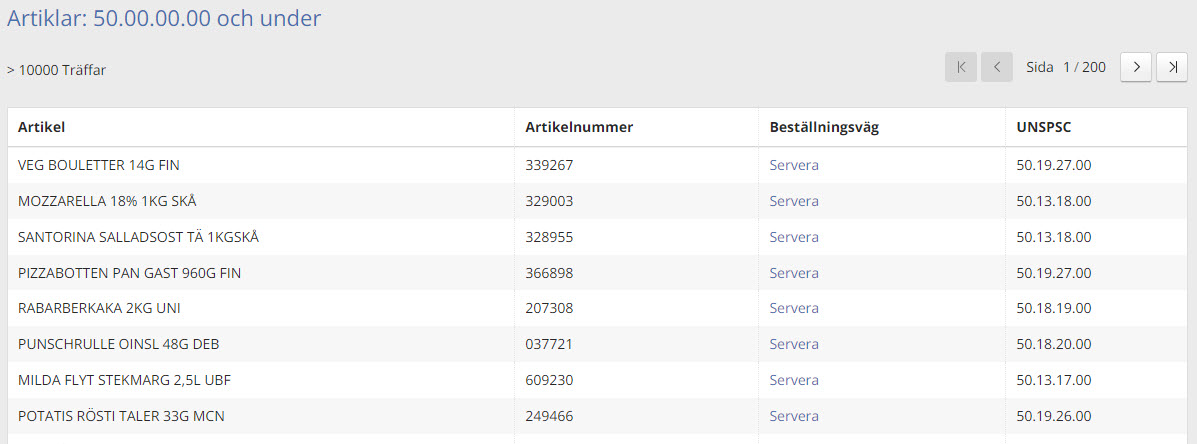 Artiklar: 50.00.00.00 och under
> 10000 Träffar
Sida 1 / 200
Artikel Artikelnummer Beställningsväg UNSPSC
VEG BOULETTER 14G FIN 339267 Servera 50.19.27.00
MOZZARELLA 18% 1KG SKÅ 329003 Servera 50.13.18.00
SANTORINA SALLADSOST TÄ 1KGSKÅ 328955 Servera 50.13.18.00
PIZZABOTTEN PAN GAST 960G FIN 366898 Servera 50.19.27.00
RABARBERKAKA 2KG UNI 207308 Servera 50.18.19.00
PUNSCHRULLE OINSL 48G DEB 037721 Servera 50.18.20.00
MILDA FLYT STEKMARG 2,5L UBF 609230 Servera 50.13.17.00
POTATIS RÖSTI TALER 33G MCN 249466 Servera 50.19.26.00